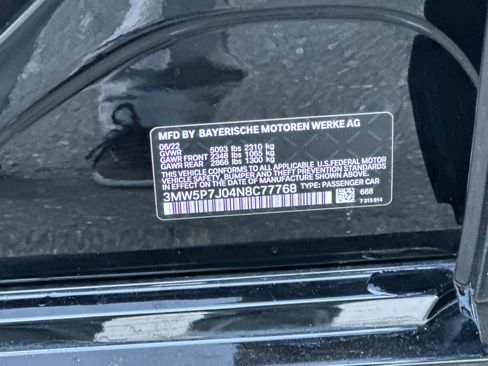 MFD BY BAYERISCHE MOTOREN WERKE AG
06/22
GVWR 5093 lbs 2310 kg
GAWR FRONT 2348 lbs 1065 kg
GAWR REAR 2866 lbs 1300 kg
THIS VEHICLE CONFORMS TO ALL APPLICABLE U.S. FEDERAL MOTOR
VEHICLE SAFETY, BUMPER AND THEFT PREVENTION STANDARDS IN
EFFECT ON THE DATE OF MANUFACTURE SHOWN ABOVE.
3MW5P7J04N8C77768 TYPE: PASSENGER CAR
668
7 315 814